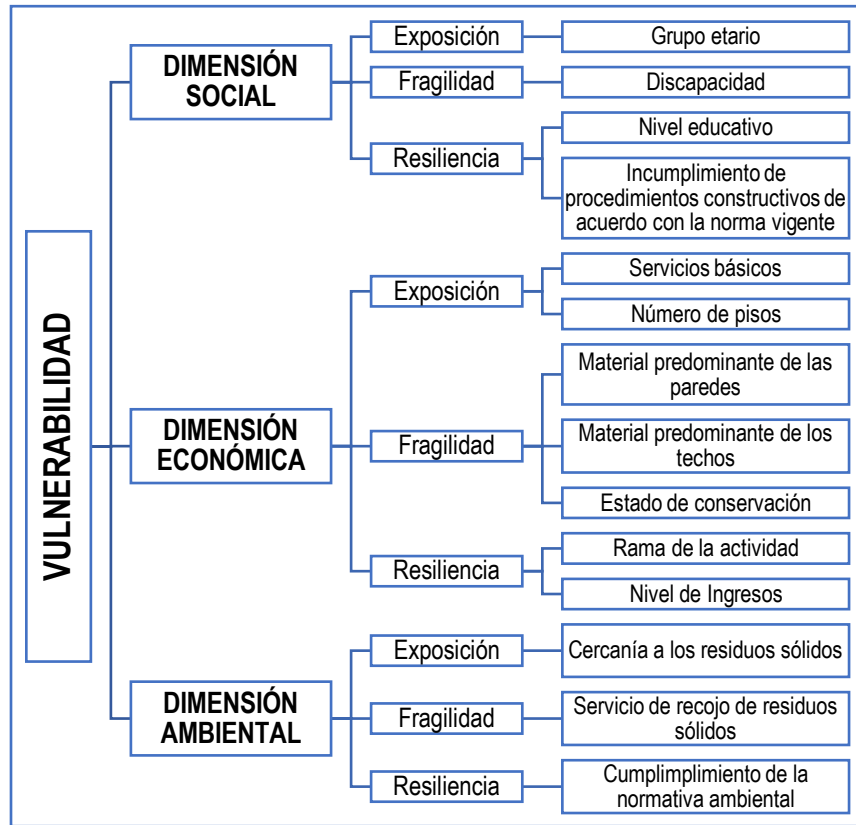 VULNERABILIDAD
DIMENSIÓN
SOCIAL
Exposición
Grupo etario
Fragilidad
Discapacidad
Resiliencia
Nivel educativo
Incumplimiento de
procedimientos constructivos de
acuerdo con la norma vigente
DIMENSIÓN
ECONÓMICA
Exposición
Servicios básicos
Número de pisos
Fragilidad
Material predominante de las
paredes
Material predominante de los
techos
Estado de conservación
Resiliencia
Rama de la actividad
Nivel de Ingresos
DIMENSIÓN
AMBIENTAL
Exposición
Cercanía a los residuos sólidos
Fragilidad
Servicio de recojo de residuos
sólidos
Resiliencia
Cumplimplimiento de la
normativa ambiental